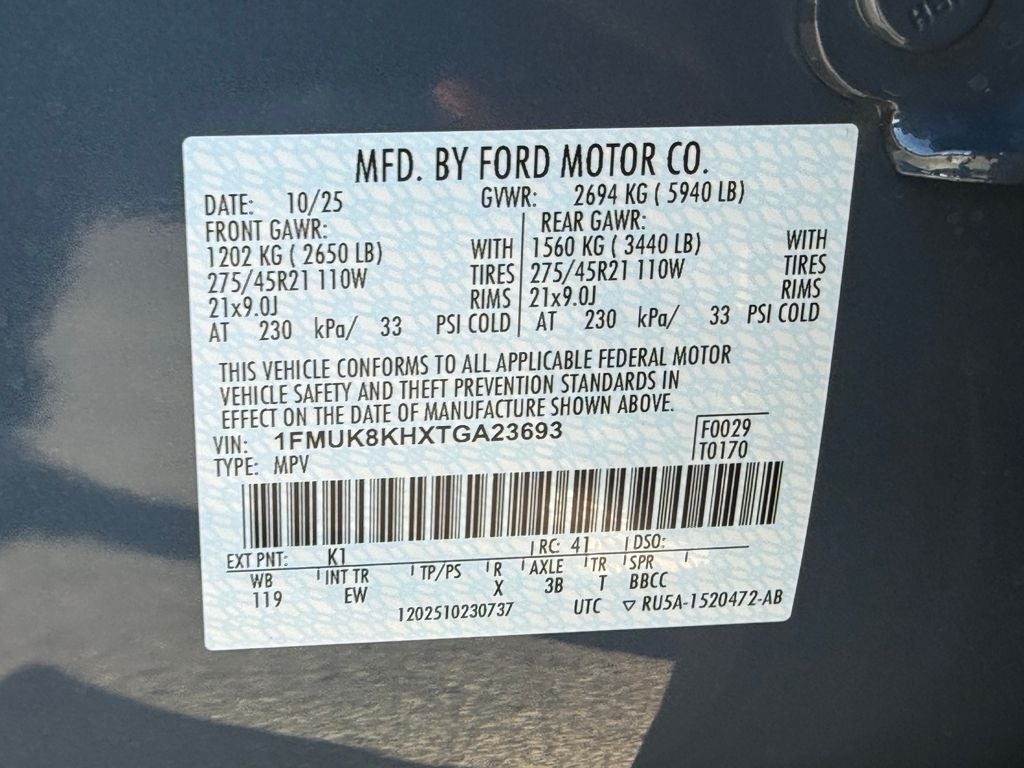 MFD. BY FORD MOTOR CO.
DATE: 10/25 GVWR: 2694 KG ( 5940 LB)
FRONT GAWR: REAR GAWR:
1202 KG ( 2650 LB) WITH 1560 KG ( 3440 LB) WITH
275/45R21 110W TIRES 275/45R21 110W TIRES
21x9.0J RIMS 21x9.0J RIMS
AT 230 kPa/ 33 PSI COLD AT 230 kPa/ 33 PSI COLD
THIS VEHICLE CONFORMS TO ALL APPLICABLE FEDERAL MOTOR
VEHICLE SAFETY AND THEFT PREVENTION STANDARDS IN
EFFECT ON THE DATE OF MANUFACTURE SHOWN ABOVE.
VIN: 1FMUK8KHXTGA23693 F0029
TYPE: MPV T0170
EXT PNT: K1 RC: 41 DSO:
WB INT TR TP/PS R AXLE TR SPR
119 EW X 3B T BBCC
1202510230737 UTC ▽ RU5A-1520472-AB